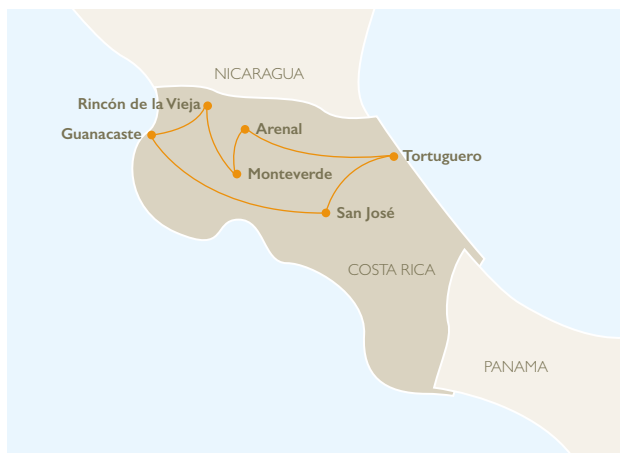 NICARAGUA
Rincón de la Vieja
Guanacaste
Arenal
Tortuguero
Monteverde
San José
COSTA RICA
PANAMA